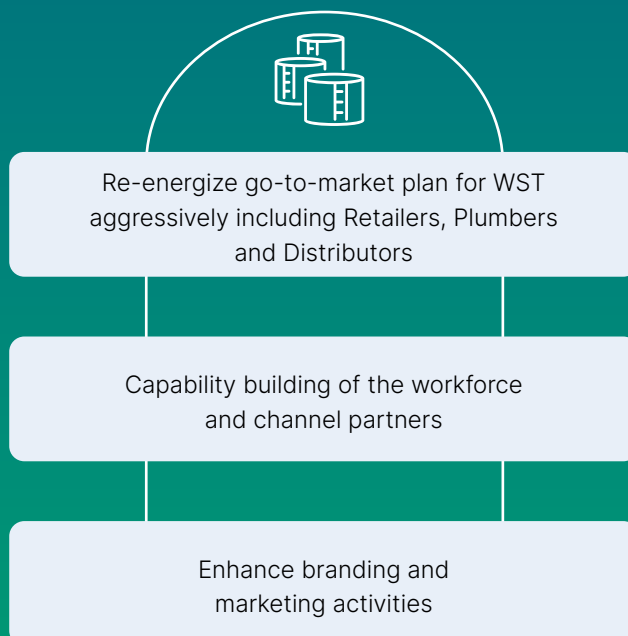 Re-energize go-to-market plan for WST
aggressively including Retailers, Plumbers
and Distributors
Capability building of the workforce
and channel partners
Enhance branding and
marketing activities